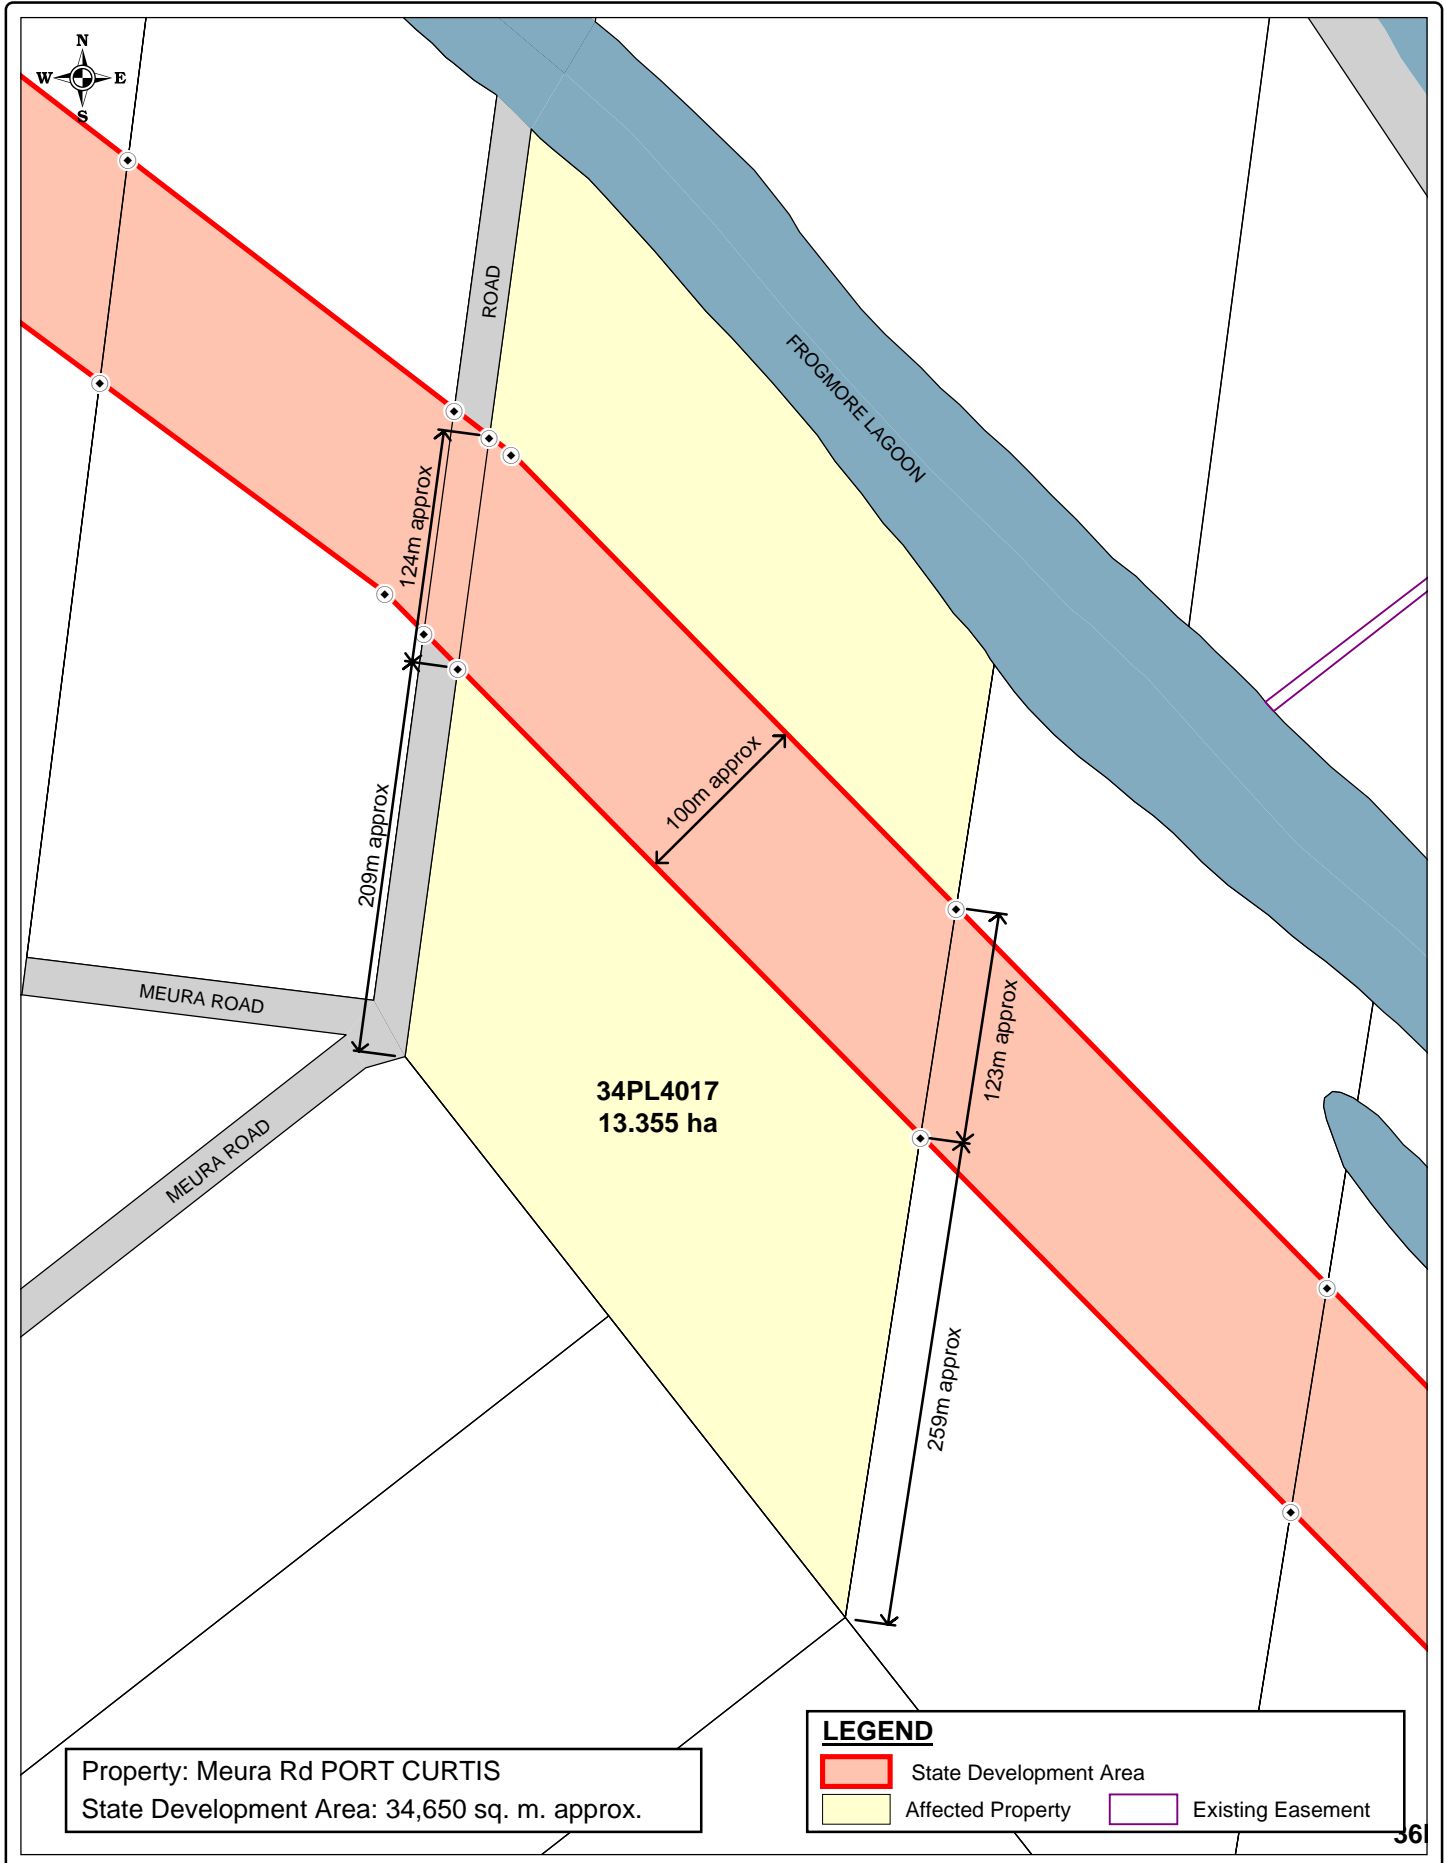 N
W E
S
ROAD
FROGMORE LAGOON
124m approx
100m approx
209m approx
MEURA ROAD
123m approx
34PL4017
13.355 ha
MEURA ROAD
259m approx
LEGEND
State Development Area
Affected Property
Existing Easement
Property: Meura Rd PORT CURTIS
State Development Area: 34,650 sq. m. approx.